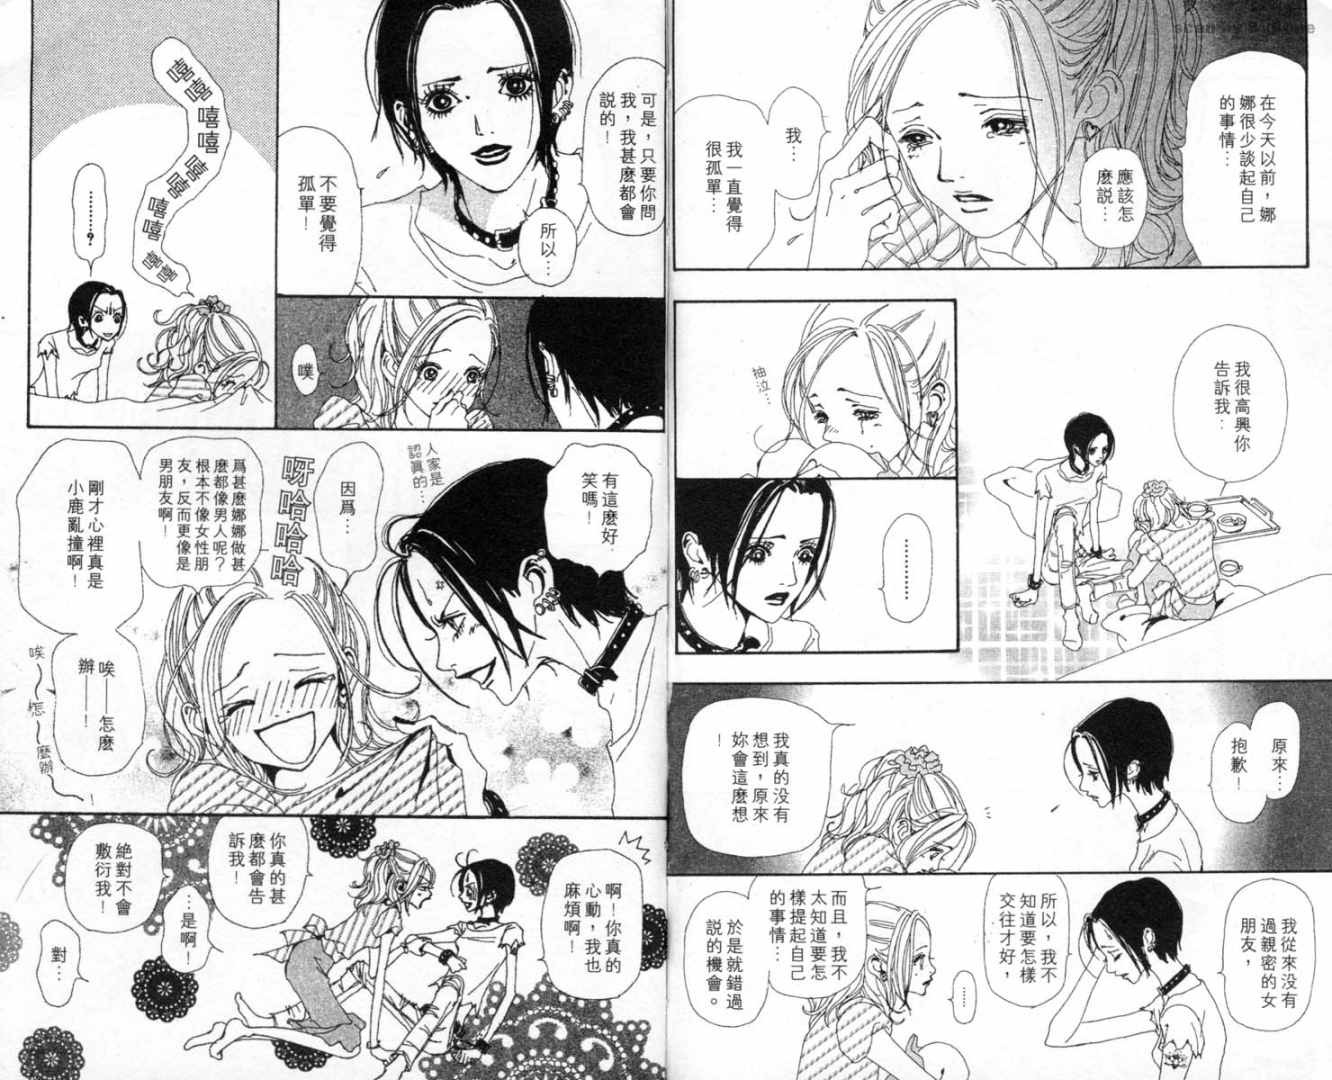 在今天以前，娜
娜很少談起自己
的事情…
應該怎
麼説…
我…
我一直覺得
很孤單…
我很高興你
告訴我…
抽泣…
………
原來…
抱歉！
我真的没有
想到，原來
妳會這麼想
！
我從來没有
過親密的女
朋友，
所以，我不
知道要怎樣
交往才好，
……
而且，我不
太知道要怎
樣提起自己
的事情…
於是就錯過
説的機會。
可是，只要你問
我，我甚麼都會
説的！
所以…
不要覺得
孤單！
嘻嘻嘻嘻嘻嘻嘻嘻嘻嘻
………?
噗
有這麼好
笑嗎！
人家是
認真的…
因爲…
呀哈哈哈
爲甚麼娜娜做甚
麼都像男人呢？
根本不像女性朋
友，反而更像是
男朋友啊！
剛才心裡真是
小鹿亂撞啊！
唉——怎麼
辦——！
唉～怎～麼辦～！
啊！你真的
心動，我也
麻煩啊！
你真的甚
麼都會告
訴我！
…是啊！
絶對不會
敷衍我！
對…